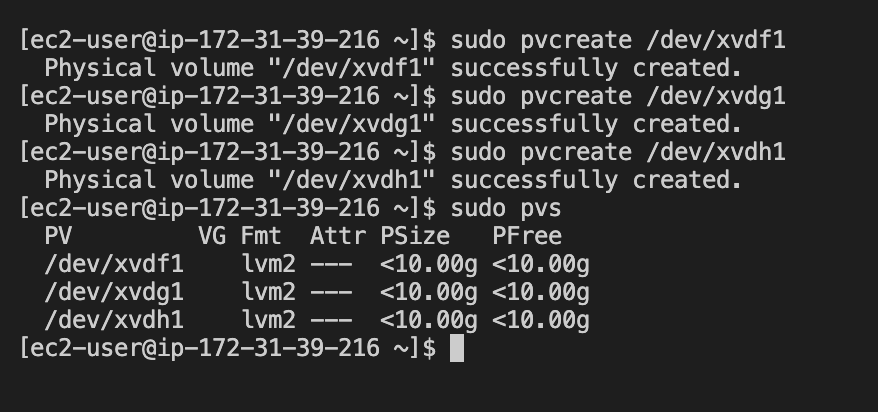 [ec2-user@ip-172-31-39-216 ~]$ sudo pvcreate /dev/xvdf1
  Physical volume "/dev/xvdf1" successfully created.
[ec2-user@ip-172-31-39-216 ~]$ sudo pvcreate /dev/xvdg1
  Physical volume "/dev/xvdg1" successfully created.
[ec2-user@ip-172-31-39-216 ~]$ sudo pvcreate /dev/xvdh1
  Physical volume "/dev/xvdh1" successfully created.
[ec2-user@ip-172-31-39-216 ~]$ sudo pvs
  PV         VG Fmt  Attr PSize   PFree
  /dev/xvdf1    lvm2 ---  <10.00g <10.00g
  /dev/xvdg1    lvm2 ---  <10.00g <10.00g
  /dev/xvdh1    lvm2 ---  <10.00g <10.00g
[ec2-user@ip-172-31-39-216 ~]$